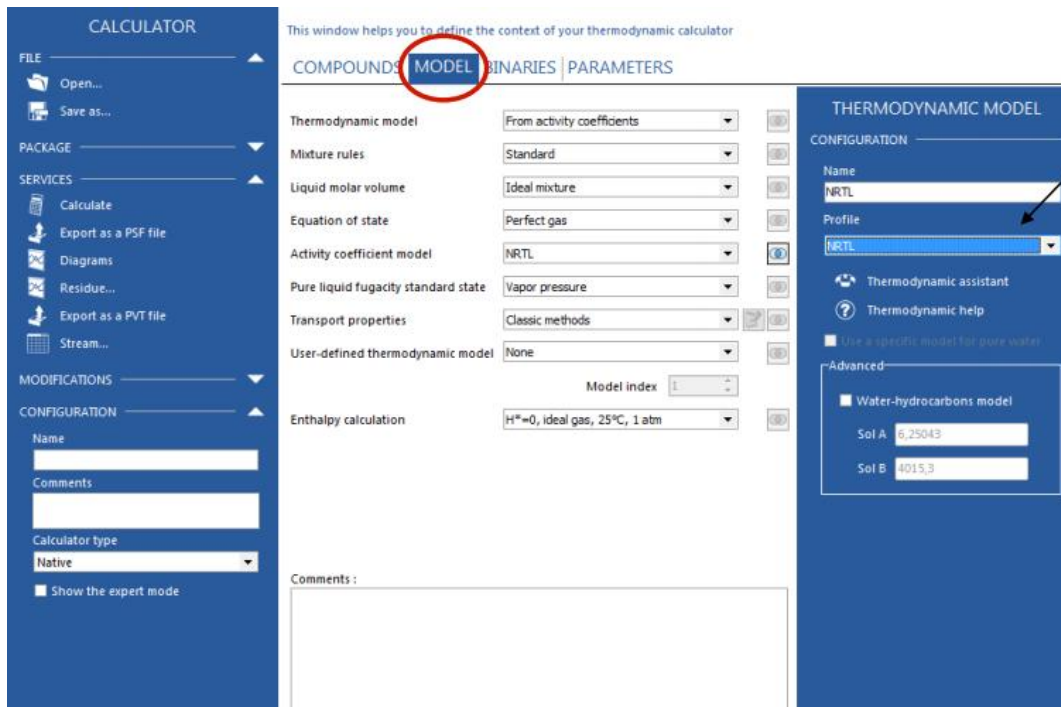 CALCULATOR
FILE
Open...
Save as...
PACKAGE
SERVICES
Calculate
Export as a PSF file
Diagrams
Residue...
Export as a PVT file
Stream...
MODIFICATIONS
CONFIGURATION
Name
Comments
Calculator type
Native
Show the expert mode
This window helps you to define the context of your thermodynamic calculator
COMPOUNDS MODEL BINARIES PARAMETERS
Thermodynamic model From activity coefficients
Mixture rules Standard
Liquid molar volume Ideal mixture
Equation of state Perfect gas
Activity coefficient model NRTL
Pure liquid fugacity standard state Vapor pressure
Transport properties Classic methods
User-defined thermodynamic model None
Model index 1
Enthalpy calculation H*=0, ideal gas, 25°C, 1 atm
Comments :
THERMODYNAMIC MODEL
CONFIGURATION
Name
NRTL
Profile
NRTL
Thermodynamic assistant
Thermodynamic help
Use a specific model for pure water
Advanced
Water-hydrocarbons model
Sol A 6,25043
Sol B 4015,3